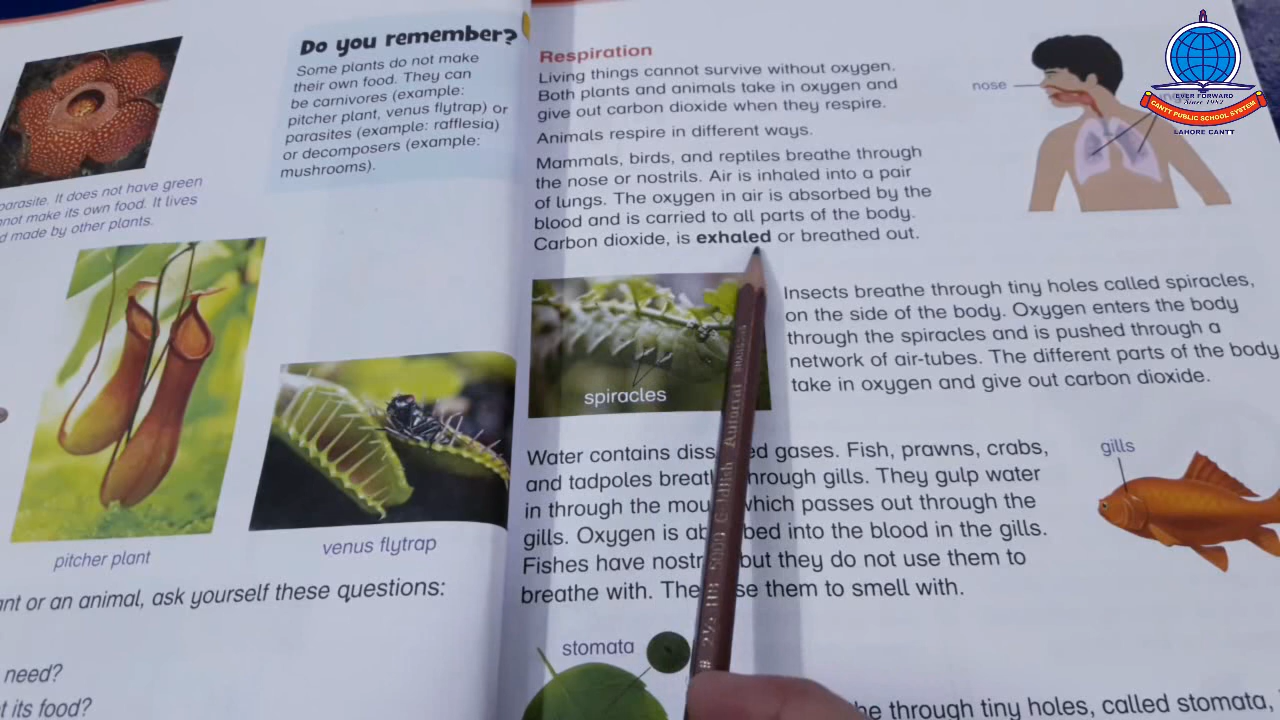 Do you remember?
Some plants do not make
their own food. They can
be carnivores (example:
pitcher plant, venus flytrap) or
parasites (example: rafflesia)
or decomposers (example:
mushrooms).
parasite. It does not have green
not make its own food. It lives
made by other plants.
pitcher plant
venus flytrap
ant or an animal, ask yourself these questions:
need?
t its food?
Respiration
Living things cannot survive without oxygen.
Both plants and animals take in oxygen and
give out carbon dioxide when they respire.
Animals respire in different ways.
Mammals, birds, and reptiles breathe through
the nose or nostrils. Air is inhaled into a pair
of lungs. The oxygen in air is absorbed by the
blood and is carried to all parts of the body.
Carbon dioxide, is exhaled or breathed out.
nose
EVER FORWARD
Since 1982
CANTT PUBLIC SCHOOL SYSTEM
LAHORE CANTT
spiracles
Insects breathe through tiny holes called spiracles,
on the side of the body. Oxygen enters the body
through the spiracles and is pushed through a
network of air-tubes. The different parts of the body
take in oxygen and give out carbon dioxide.
Water contains diss ed gases. Fish, prawns, crabs,
and tadpoles breat hrough gills. They gulp water
in through the mou which passes out through the
gills. Oxygen is ab bed into the blood in the gills.
Fishes have nostr but they do not use them to
breathe with. The se them to smell with.
gills
stomata
he through tiny holes, called stomata,